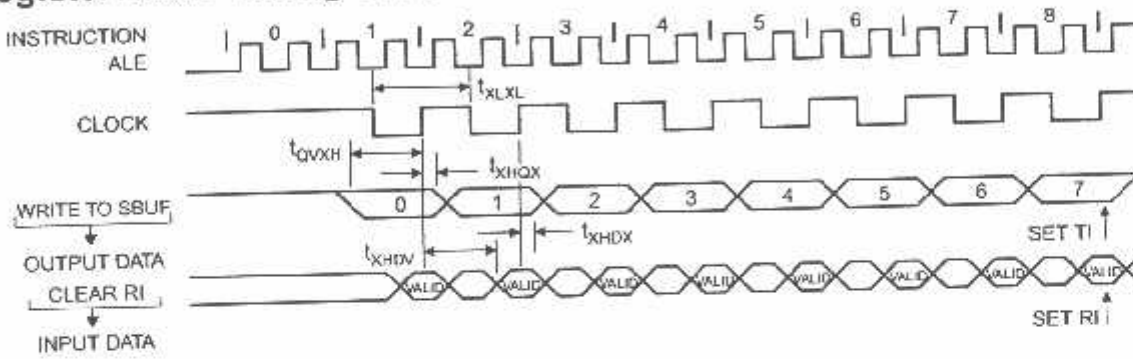 INSTRUCTION
0 1 2 3 4 5 6 7 8
ALE
tXLXL
CLOCK
tQVXH
tXHQX
0 1 2 3 4 5 6 7
WRITE TO SBUF
tXHDX
SET TI
tXHDV
OUTPUT DATA
VALID VALID VALID VALID VALID VALID VALID VALID
CLEAR RI
SET RI
INPUT DATA